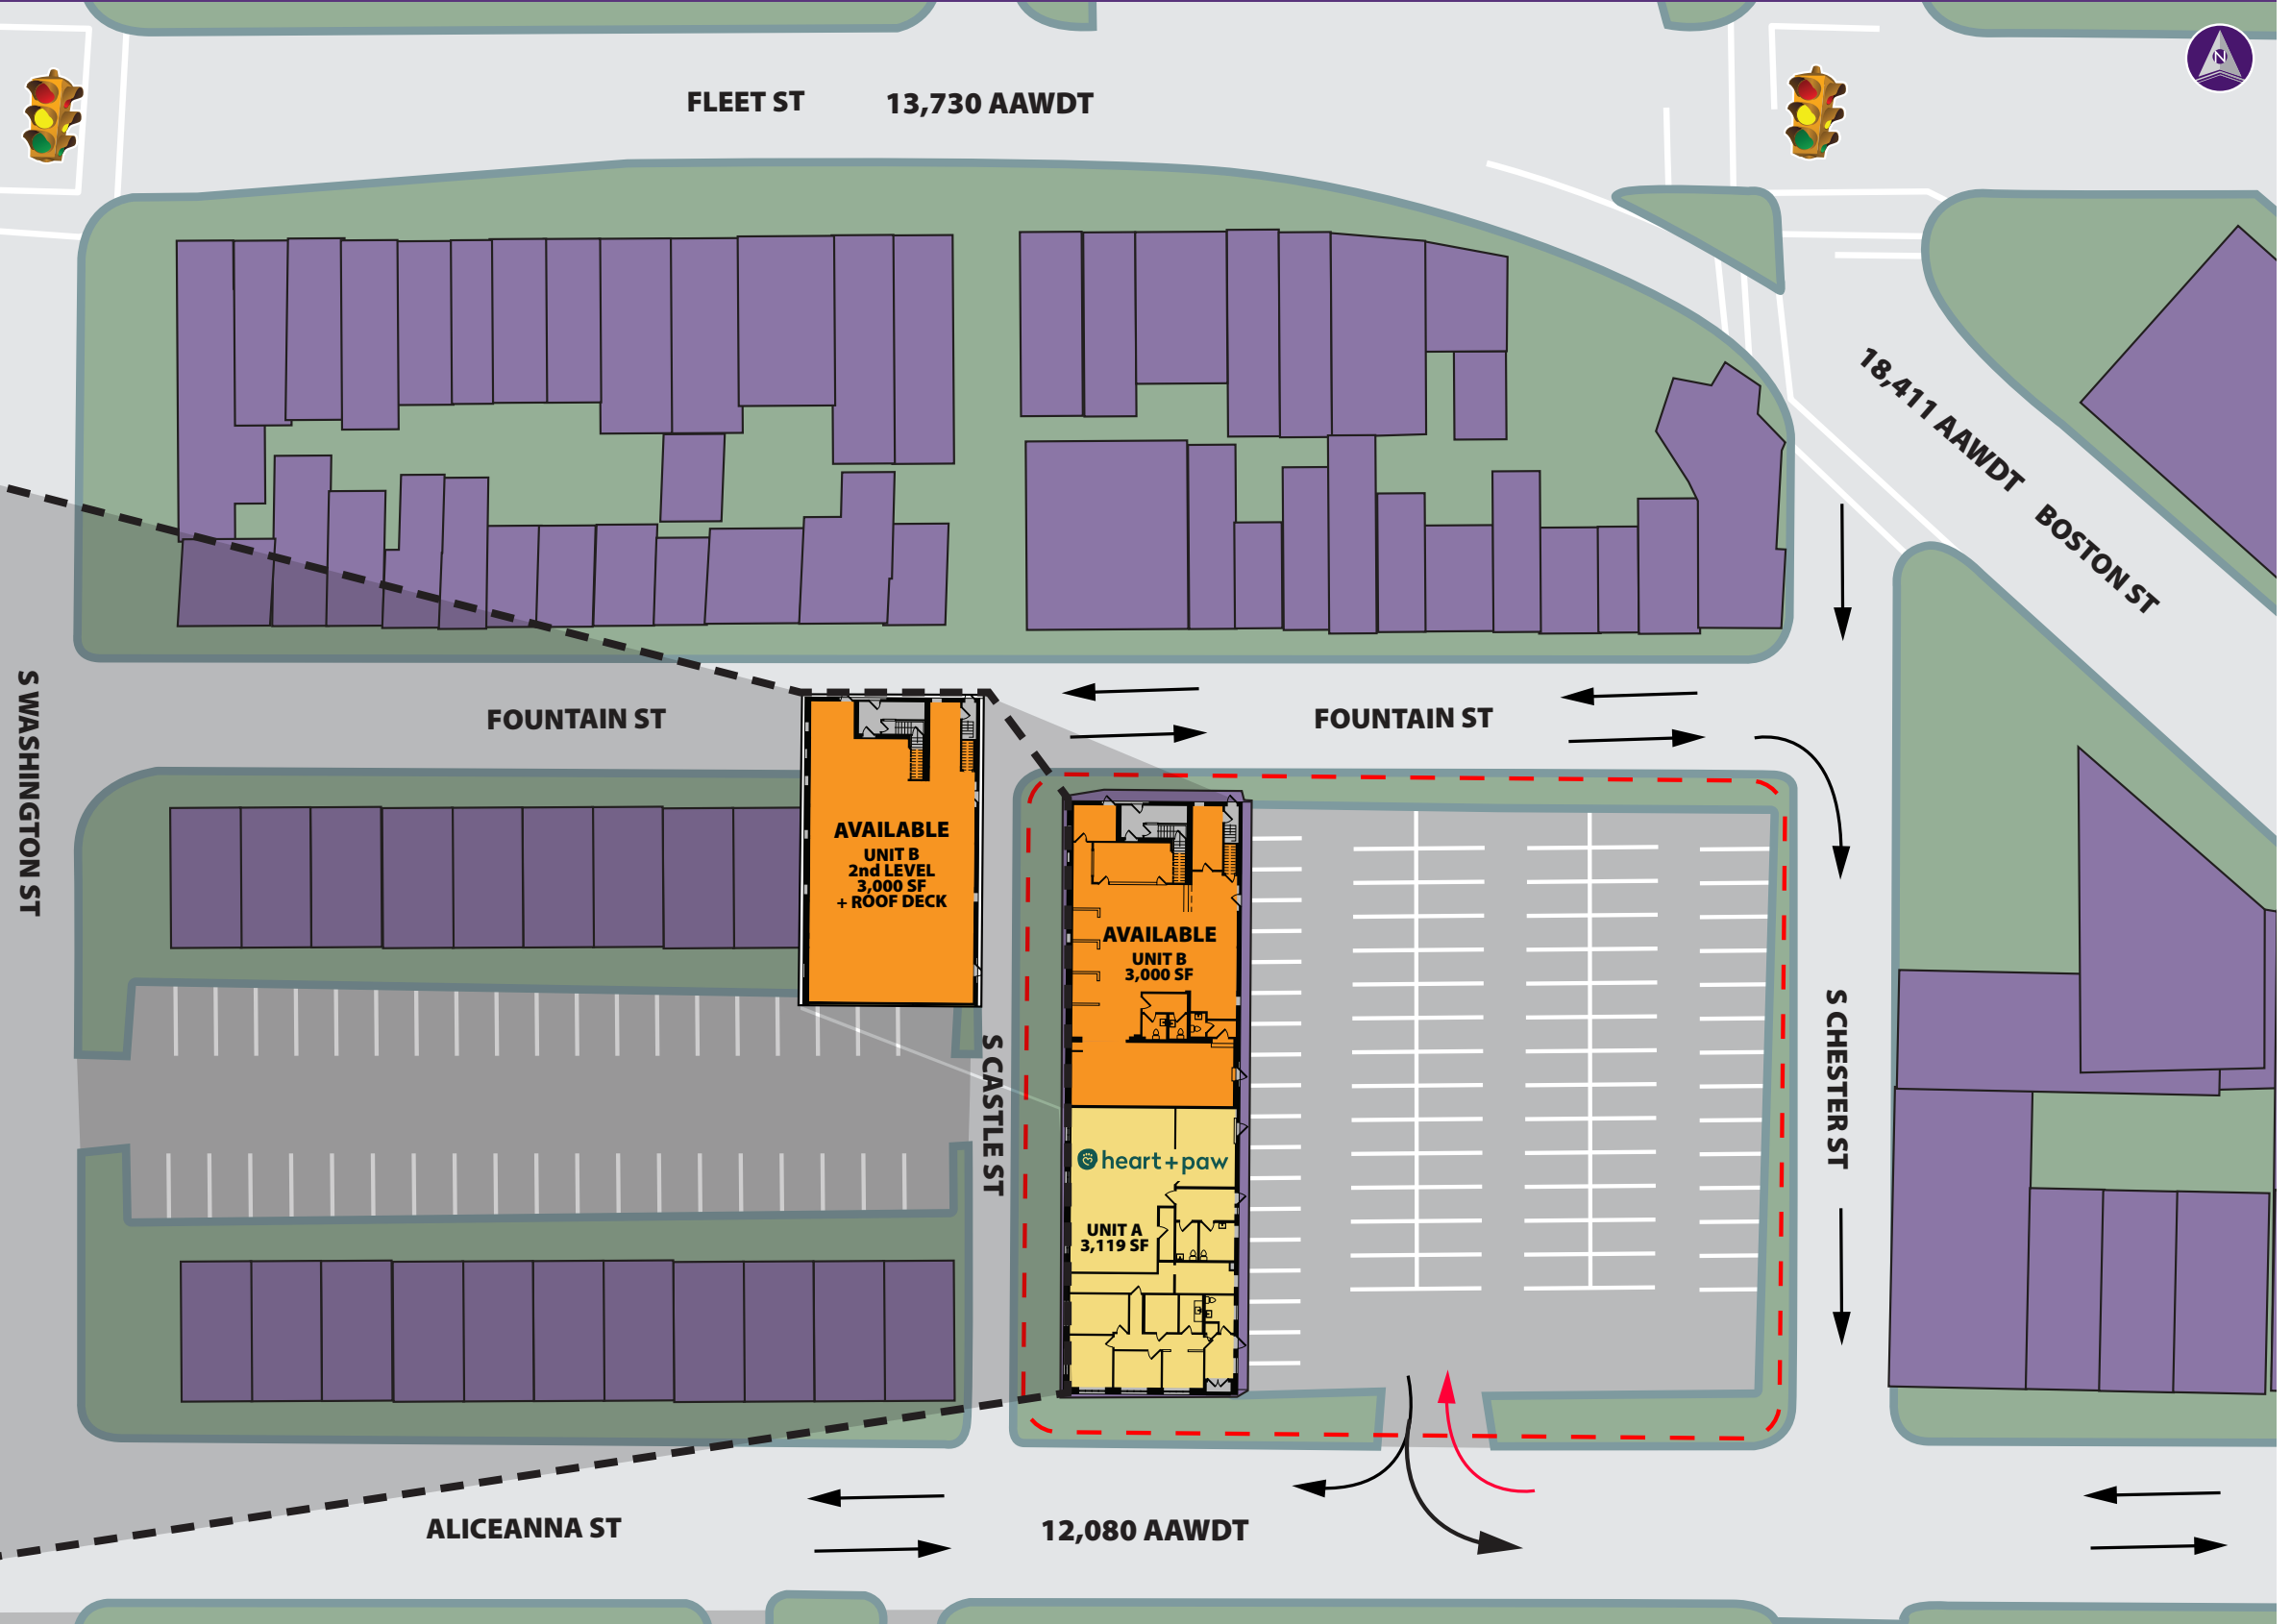 N
FLEET ST
13,730 AAWDT
18,411 AAWDT
BOSTON ST
S WASHINGTON ST
FOUNTAIN ST
FOUNTAIN ST
AVAILABLE
UNIT B
2nd LEVEL
3,000 SF
+ ROOF DECK
AVAILABLE
UNIT B
3,000 SF
S CASTLE ST
S CHESTER ST
heart+paw
UNIT A
3,119 SF
ALICEANNA ST
12,080 AAWDT